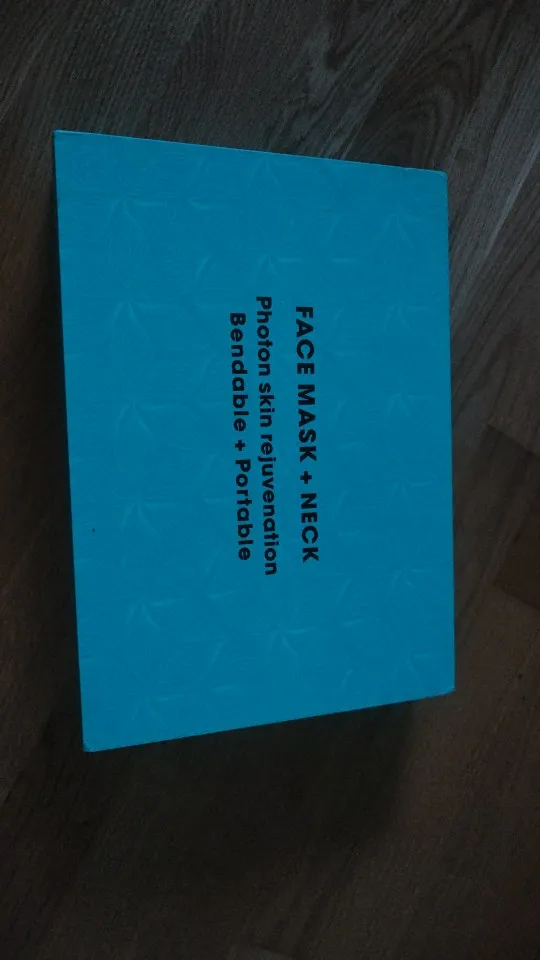 FACE MASK + NECK
Photon skin rejuvenation
Bendable + Portable